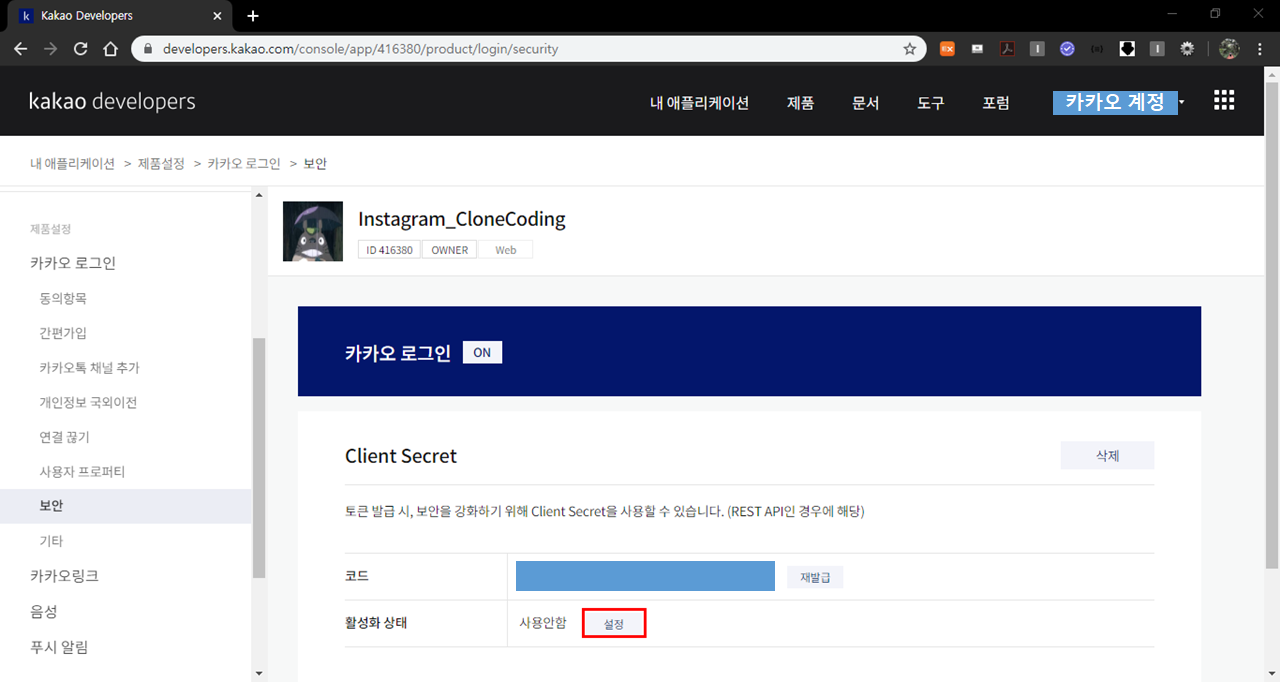 k Kakao Developers
developers.kakao.com/console/app/416380/product/login/security
kakao developers
내 애플리케이션 제품 문서 도구 포럼 카카오 계정
내 애플리케이션 > 제품설정 > 카카오 로그인 > 보안
제품설정
카카오 로그인
동의항목
간편가입
카카오톡 채널 추가
개인정보 국외이전
연결 끊기
사용자 프로퍼티
보안
기타
카카오링크
음성
푸시 알림
Instagram_CloneCoding
ID 416380 OWNER Web
카카오 로그인 ON
Client Secret 삭제
토큰 발급 시, 보안을 강화하기 위해 Client Secret을 사용할 수 있습니다. (REST API인 경우에 해당)
코드 재발급
활성화 상태 사용안함 설정